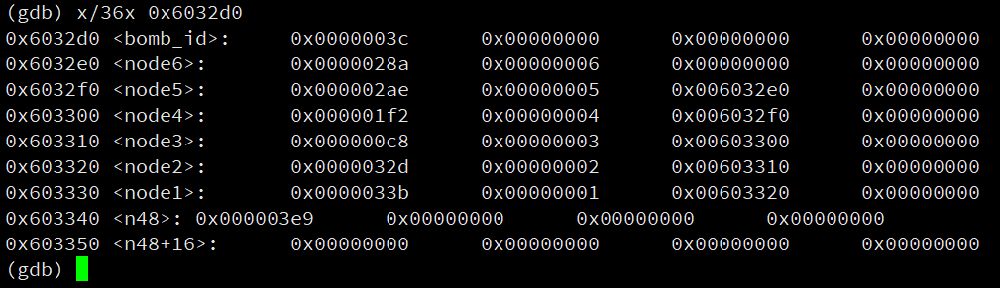 (gdb) x/36x 0x6032d0
0x6032d0 <bomb_id>:     0x0000003c      0x00000000      0x00000000      0x00000000
0x6032e0 <node6>:       0x0000028a      0x00000006      0x00000000      0x00000000
0x6032f0 <node5>:       0x000002ae      0x00000005      0x006032e0      0x00000000
0x603300 <node4>:       0x000001f2      0x00000004      0x006032f0      0x00000000
0x603310 <node3>:       0x000000c8      0x00000003      0x00603300      0x00000000
0x603320 <node2>:       0x0000032d      0x00000002      0x00603310      0x00000000
0x603330 <node1>:       0x0000033b      0x00000001      0x00603320      0x00000000
0x603340 <n48>: 0x000003e9      0x00000000      0x00000000      0x00000000
0x603350 <n48+16>:      0x00000000      0x00000000      0x00000000      0x00000000
(gdb)